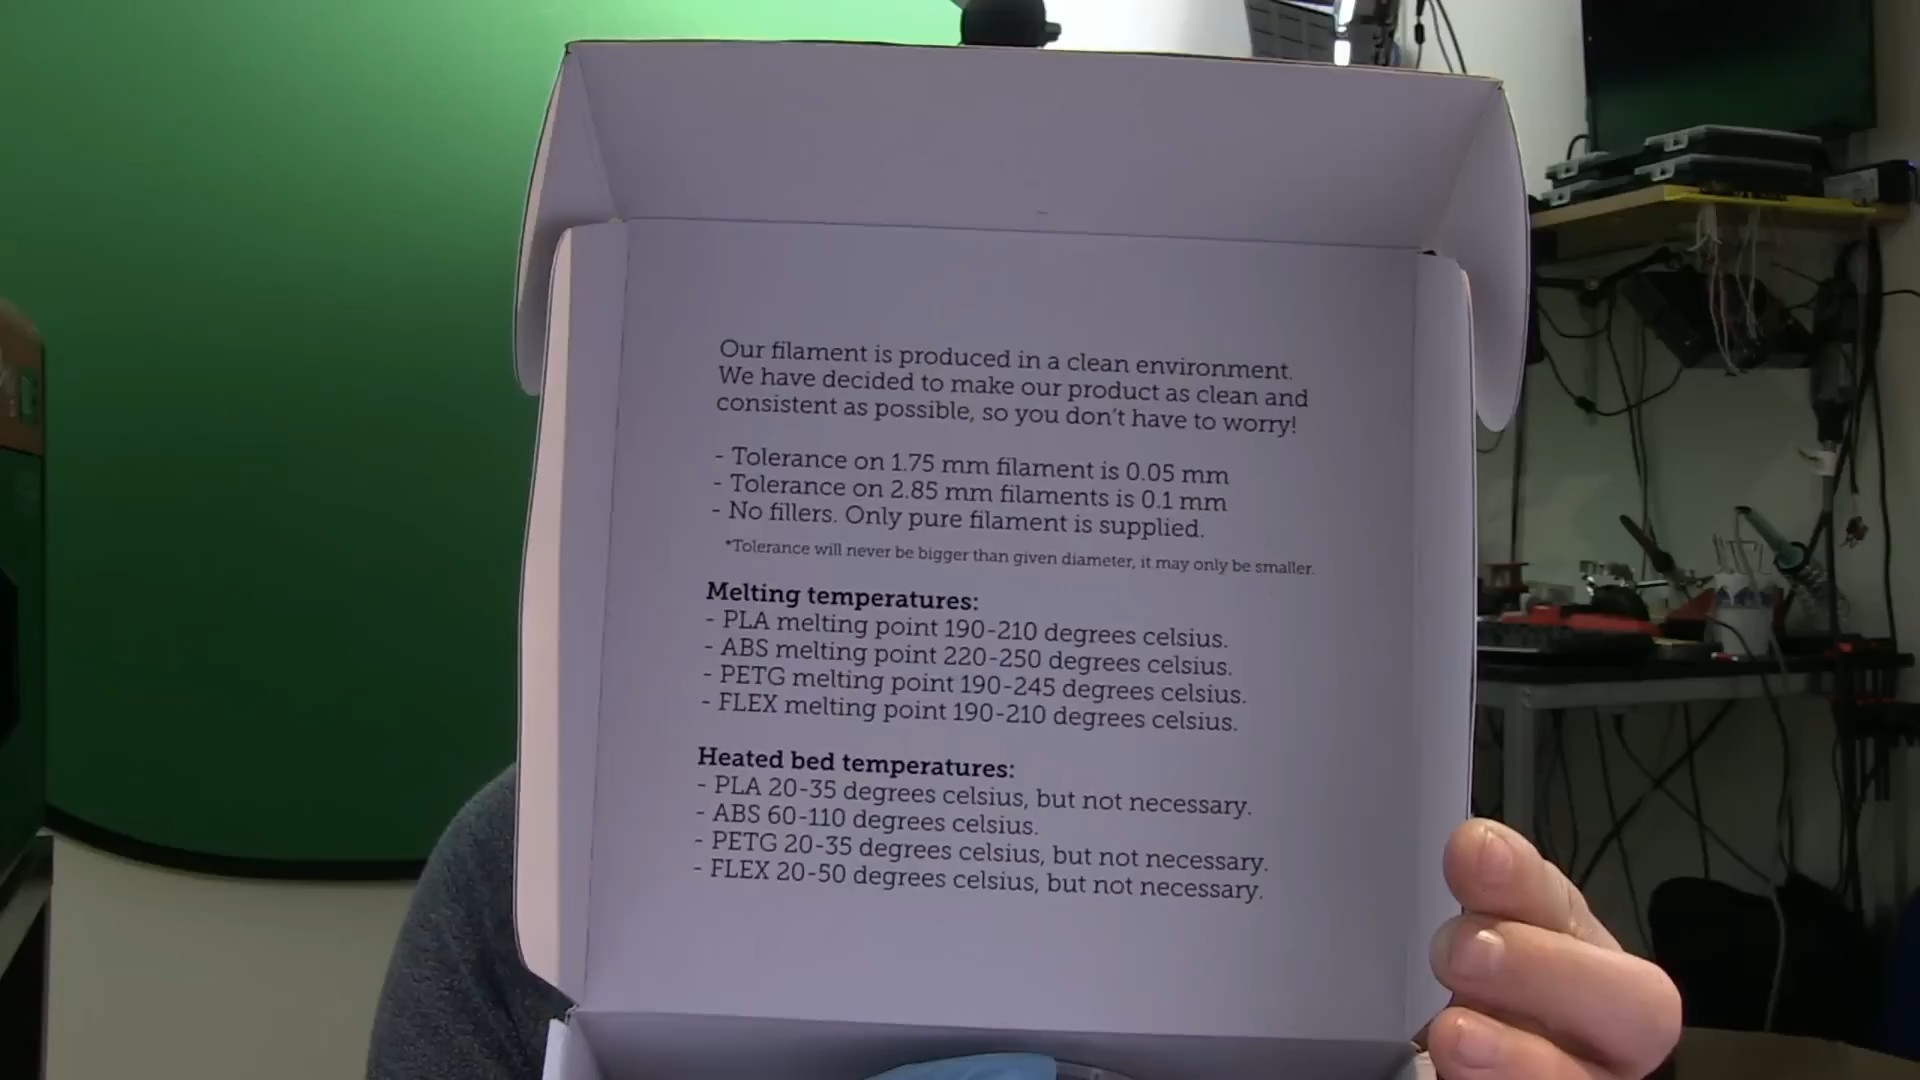 Our filament is produced in a clean environment.
We have decided to make our product as clean and
consistent as possible, so you don't have to worry!
- Tolerance on 1.75 mm filament is 0.05 mm
- Tolerance on 2.85 mm filaments is 0.1 mm
- No fillers. Only pure filament is supplied.
*Tolerance will never be bigger than given diameter, it may only be smaller.
Melting temperatures:
- PLA melting point 190-210 degrees celsius.
- ABS melting point 220-250 degrees celsius.
- PETG melting point 190-245 degrees celsius.
- FLEX melting point 190-210 degrees celsius.
Heated bed temperatures:
- PLA 20-35 degrees celsius, but not necessary.
- ABS 60-110 degrees celsius.
- PETG 20-35 degrees celsius, but not necessary.
- FLEX 20-50 degrees celsius, but not necessary.